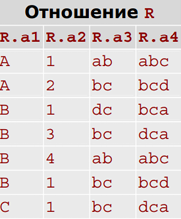 Отношение R
R.a1 R.a2 R.a3 R.a4
A 1 ab abc
A 2 bc bcd
B 1 dc bca
B 3 bc dca
B 4 ab abc
B 1 bc bcd
C 1 bc dca